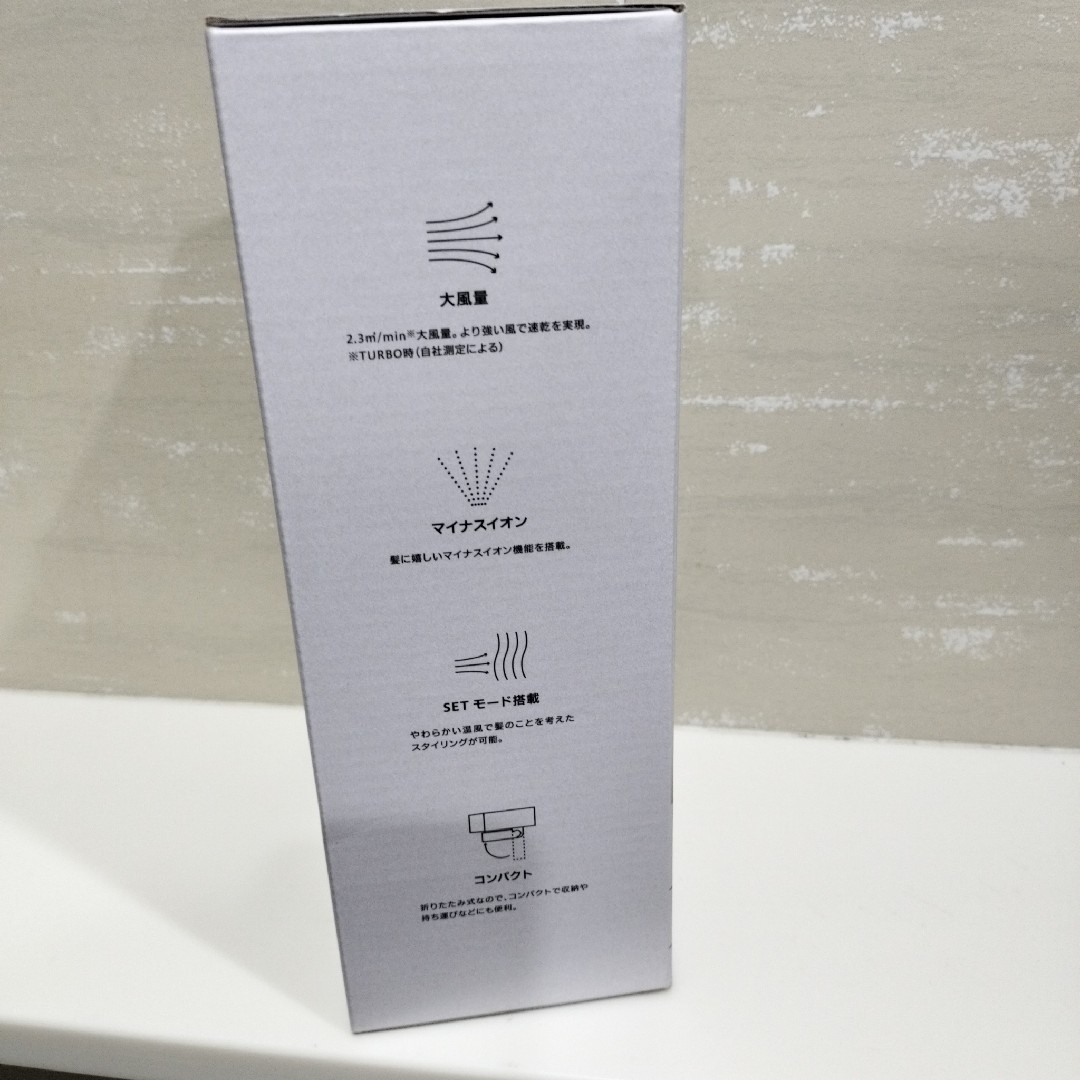 大風量
2.3㎥/min※大風量。より強い風で速乾を実現。
※TURBO時(自社測定による)
マイナスイオン
髪に嬉しいマイナスイオン機能を搭載。
SET モード搭載
やわらかい温風で髪のことを考えた
スタイリングが可能。
コンパクト
折りたたみ式なので、コンパクトで収納や
持ち運びなどにも便利。